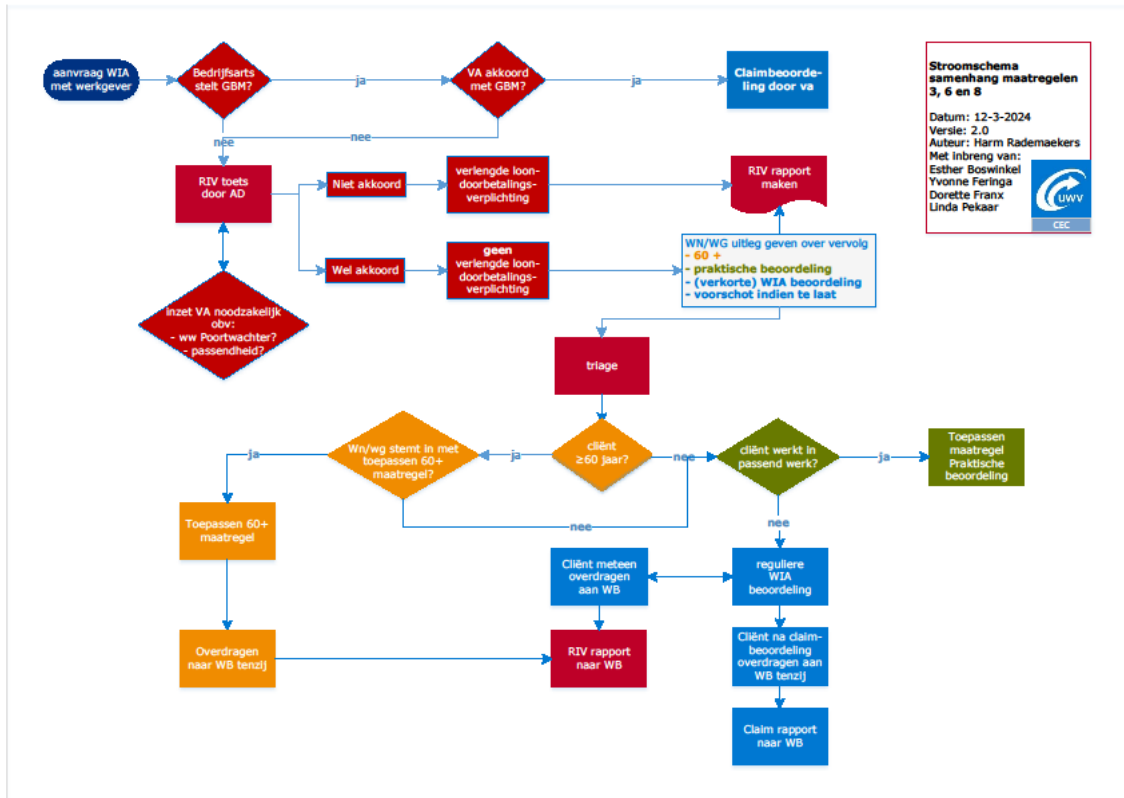 aanvraag WIA
met werkgever
Bedrijfsarts
stelt GBM?
ja
VA akkoord
met GBM?
ja
Claimbeoorde-
ling door va
Stroomschema
samenhang maatregelen
3, 6 en 8
Datum: 12-3-2024
Versie: 2.0
Auteur: Harm Rademaekers
Met inbreng van:
Esther Boswinkel
Yvonne Feringa
Dorette Franx
Linda Pekaar
UWV
CEC
nee
nee
RIV toets
door AD
Niet akkoord
verlengde loon-
doorbetalings-
verplichting
RIV rapport
maken
Wel akkoord
geen
verlengde loon-
doorbetalings-
verplichting
WN/WG uitleg geven over vervolg
- 60 +
- praktische beoordeling
- (verkorte) WIA beoordeling
- voorschot indien te laat
inzet VA noodzakelijk
obv:
- ww Poortwachter?
- passendheid?
triage
Wn/wg stemt in met
toepassen 60+
maatregel?
ja
ja
cliënt
≥60 jaar?
nee
cliënt werkt in
passend werk?
ja
Toepassen
maatregel
Praktische
beoordeling
nee
nee
Toepassen 60+
maatregel
Cliënt meteen
overdragen
aan WB
reguliere
WIA
beoordeling
Overdragen
naar WB tenzij
RIV rapport
naar WB
Cliënt na claim-
beoordeling
overdragen aan
WB tenzij
Claim rapport
naar WB